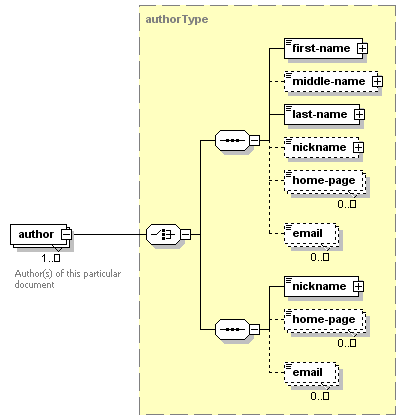 authorType
first-name
middle-name
last-name
nickname
home-page
0..□
email
0..□
author
1..□
Author(s) of this particular
document
nickname
home-page
0..□
email
0..□